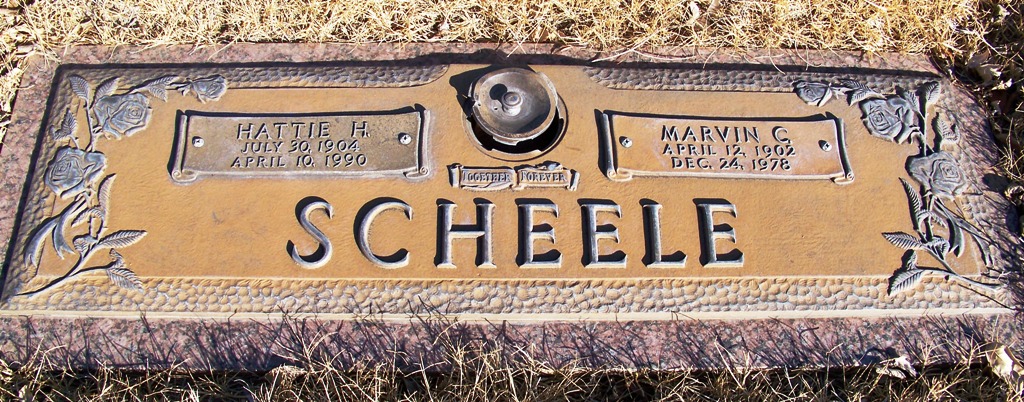 HATTIE H.
JULY 30, 1904
APRIL 10, 1990
MARVIN C.
APRIL 12, 1902
DEC. 24, 1978
TOGETHER FOREVER
SCHEELE